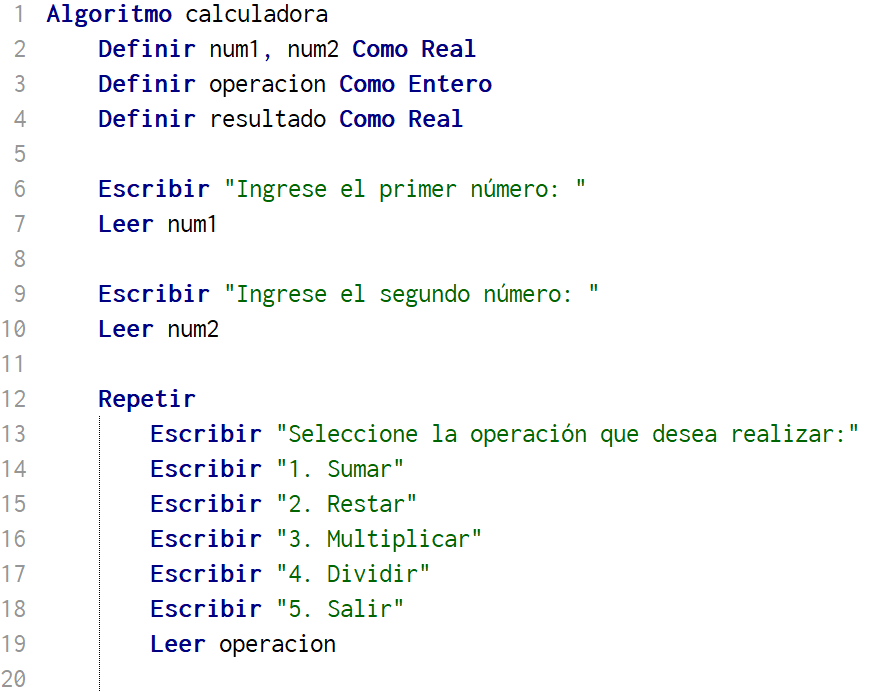 1 Algoritmo calculadora
2 Definir num1, num2 Como Real
3 Definir operacion Como Entero
4 Definir resultado Como Real
5
6 Escribir "Ingrese el primer número: "
7 Leer num1
8
9 Escribir "Ingrese el segundo número: "
10 Leer num2
11
12 Repetir
13 Escribir "Seleccione la operación que desea realizar:"
14 Escribir "1. Sumar"
15 Escribir "2. Restar"
16 Escribir "3. Multiplicar"
17 Escribir "4. Dividir"
18 Escribir "5. Salir"
19 Leer operacion
20